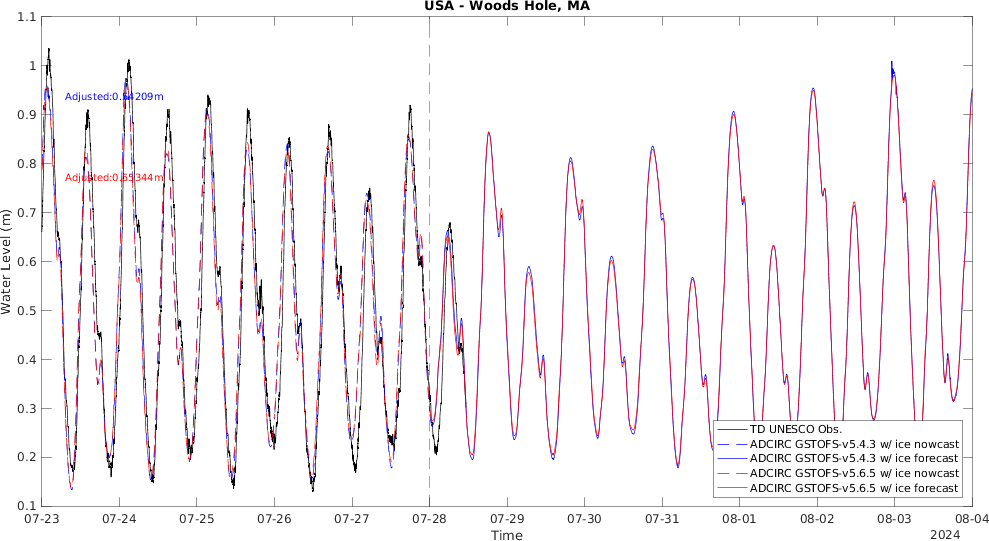 USA - Woods Hole, MA
1.1
1
0.9
0.8
0.7
0.6
0.5
0.4
0.3
0.2
0.1
Water Level (m)
Adjusted:0.64209m
Adjusted:0.65344m
TD UNESCO Obs.
ADCIRC GSTOFS-v5.4.3 w/ ice nowcast
ADCIRC GSTOFS-v5.4.3 w/ ice forecast
ADCIRC GSTOFS-v5.6.5 w/ ice nowcast
ADCIRC GSTOFS-v5.6.5 w/ ice forecast
07-23 07-24 07-25 07-26 07-27 07-28 07-29 07-30 07-31 08-01 08-02 08-03 08-04
Time
2024